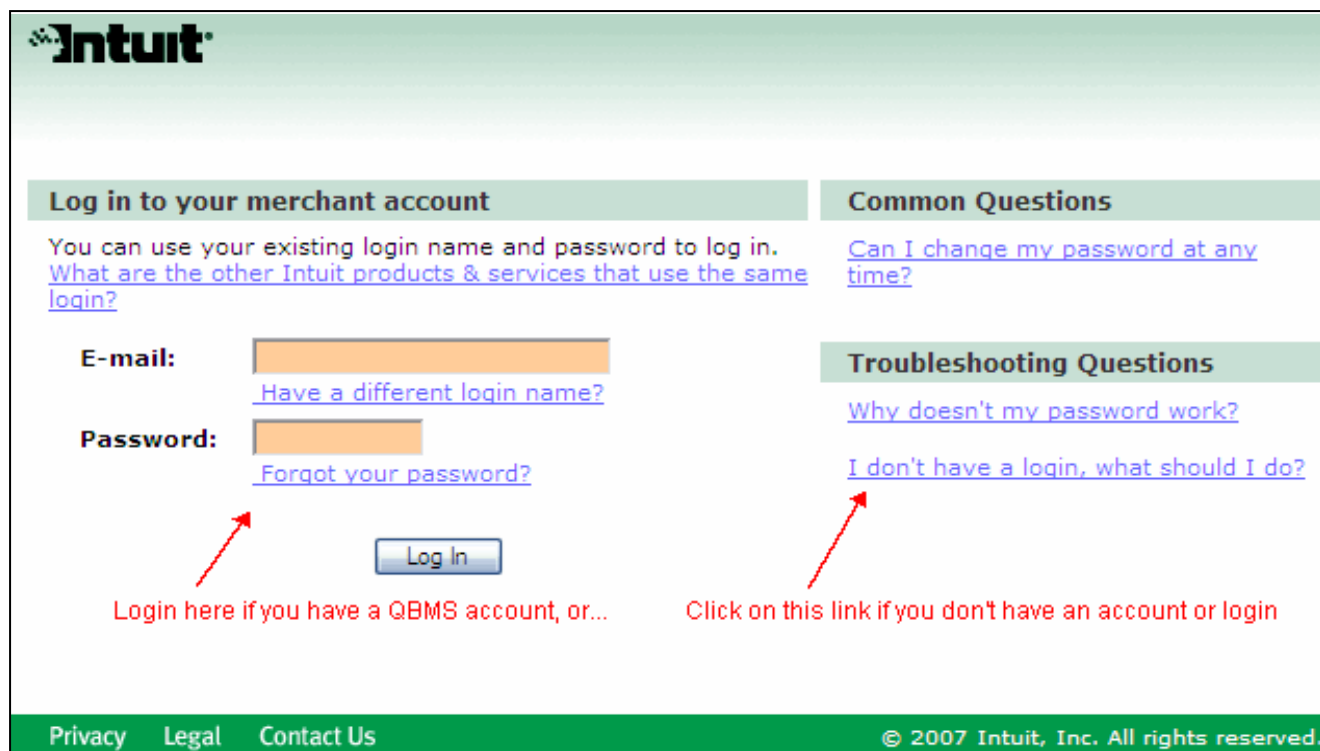 Intuit
Log in to your merchant account
You can use your existing login name and password to log in.
What are the other Intuit products & services that use the same
login?
E-mail:
Have a different login name?
Password:
Forgot your password?
Log In
Login here if you have a QBMS account, or...
Common Questions
Can I change my password at any
time?
Troubleshooting Questions
Why doesn't my password work?
I don't have a login, what should I do?
Click on this link if you don't have an account or login
Privacy Legal Contact Us
© 2007 Intuit, Inc. All rights reserved.